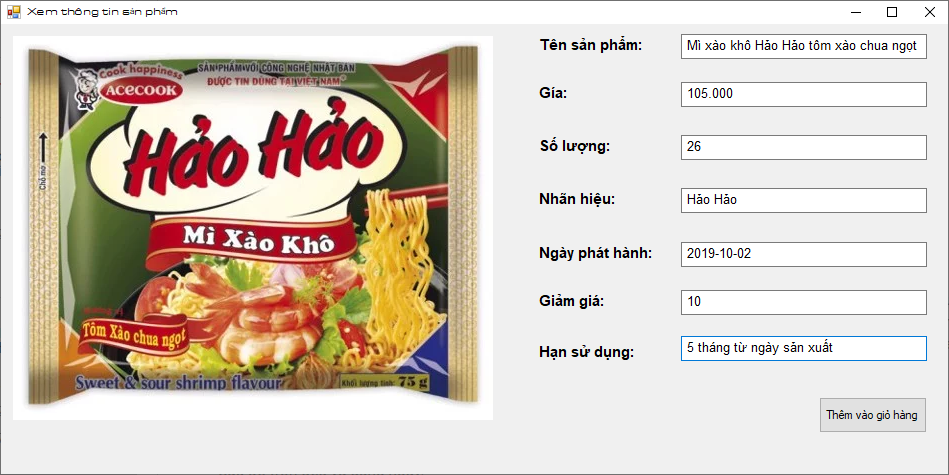 Xem thông tin sản phẩm
Cook happiness
ACECOOK
SẢN PHẨM VỚI CÔNG NGHỆ NHẬT BẢN
ĐƯỢC TIN DÙNG TẠI VIỆT NAM*
Chỗ mở
Hảo Hảo
Mì Xào Khô
Hương vị
Tôm Xào chua ngọt
Sweet & sour shrimp flavour
Khối lượng tịnh: 75 g
Tên sản phẩm: Mì xào khô Hảo Hảo tôm xào chua ngọt
Gía: 105.000
Số lượng: 26
Nhãn hiệu: Hảo Hảo
Ngày phát hành: 2019-10-02
Giảm giá: 10
Hạn sử dụng: 5 tháng từ ngày sản xuất
Thêm vào giỏ hàng